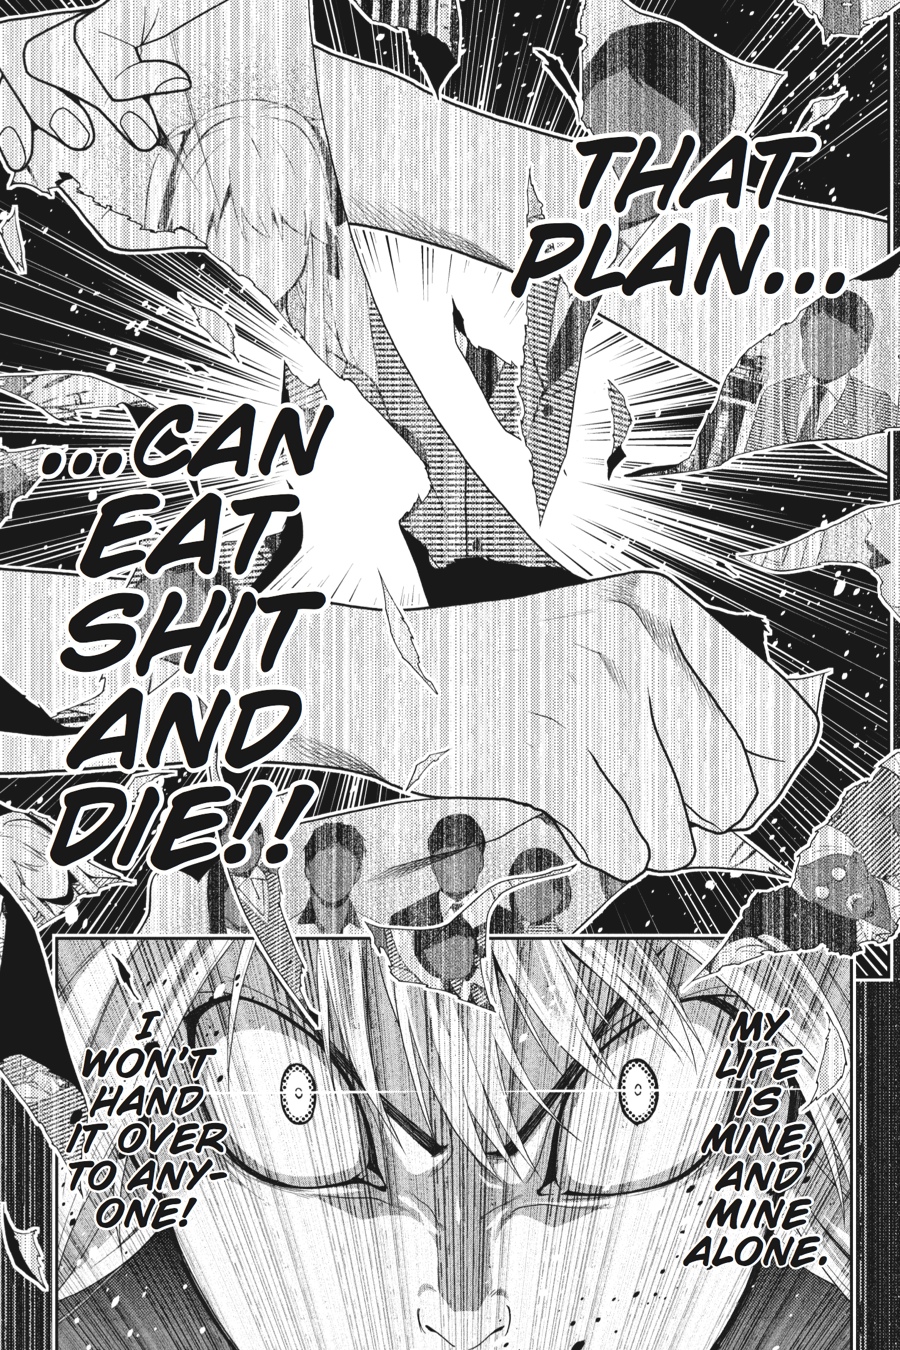 THAT
PLAN...
...CAN
EAT
SHIT
AND
DIE!!
MY
LIFE
IS
MINE,
AND
MINE
ALONE.
I
WON'T
HAND
IT OVER
TO ANY-
ONE!